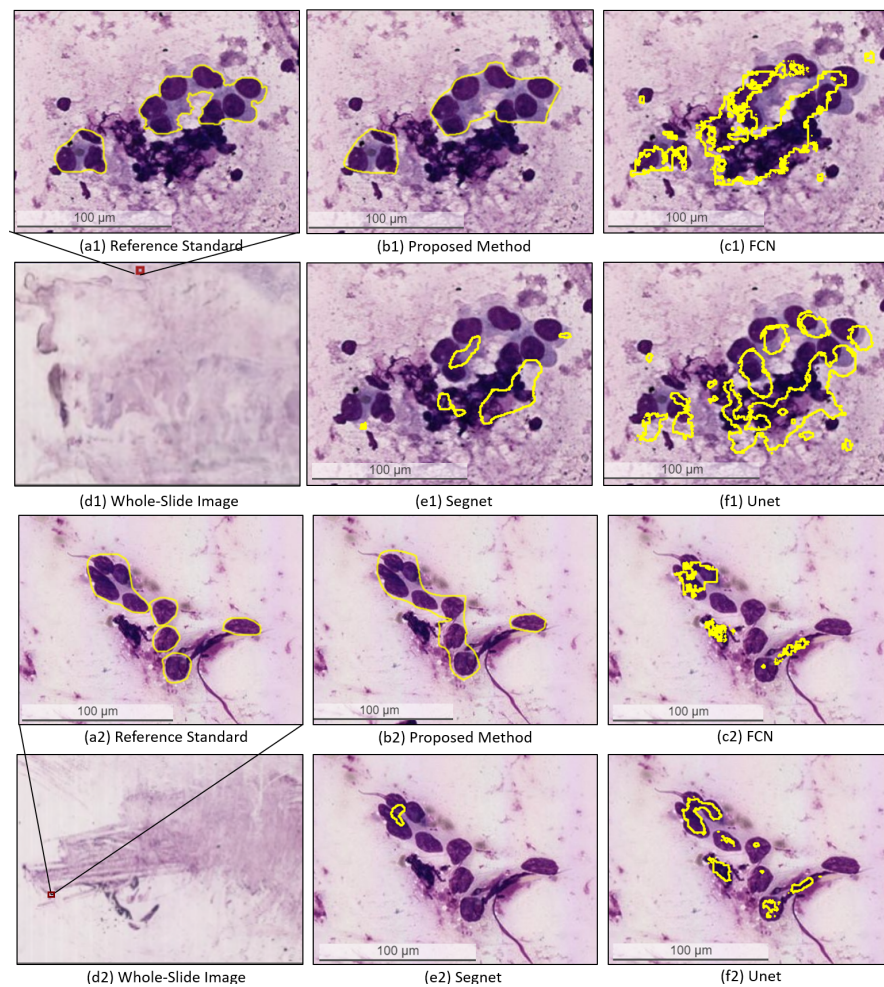 100 µm
100 µm
100 µm
(a1) Reference Standard
(b1) Proposed Method
(c1) FCN
100 µm
100 µm
(d1) Whole-Slide Image
(e1) Segnet
(f1) Unet
100 µm
100 µm
100 µm
(a2) Reference Standard
(b2) Proposed Method
(c2) FCN
100 µm
100 µm
(d2) Whole-Slide Image
(e2) Segnet
(f2) Unet